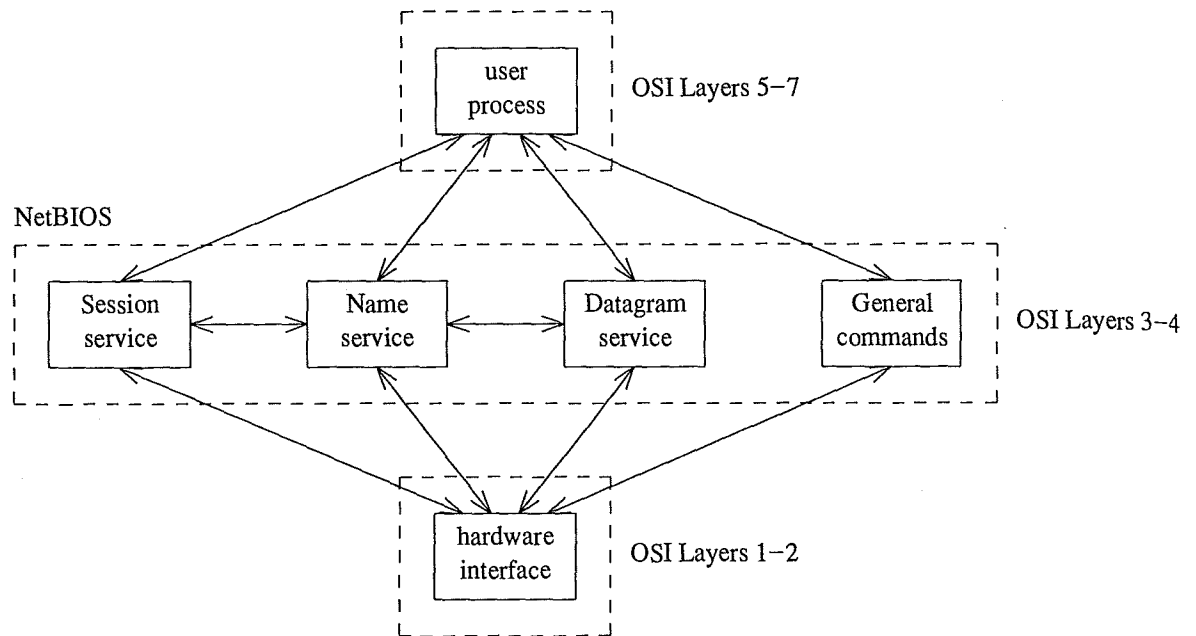 user
process
OSI Layers 5−7
NetBIOS
Session
service
Name
service
Datagram
service
General
commands
OSI Layers 3−4
hardware
interface
OSI Layers 1−2